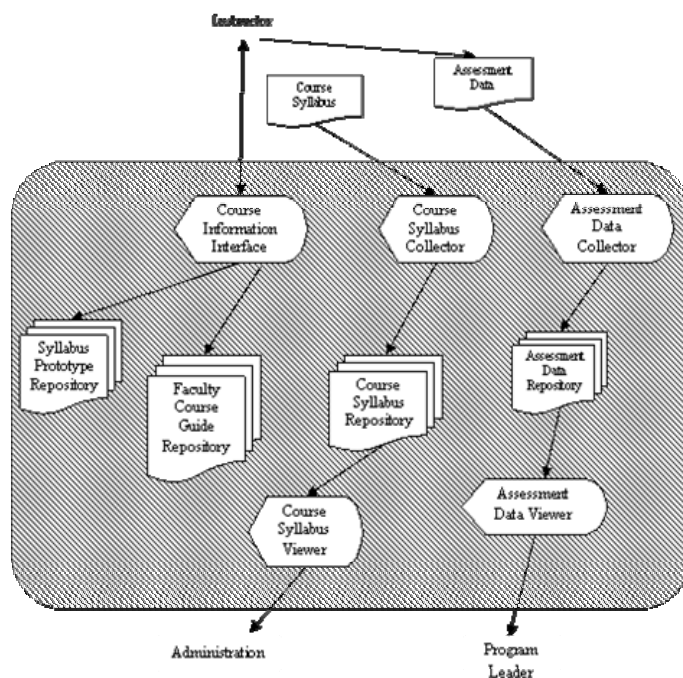 Instructor
Course
Syllabus
Assessment
Data
Course
Information
Interface
Course
Syllabus
Collector
Assessment
Data
Collector
Syllabus
Prototype
Repository
Faculty
Course
Guide
Repository
Course
Syllabus
Repository
Assessment
Data
Repository
Course
Syllabus
Viewer
Assessment
Data Viewer
Administration
Program
Leader